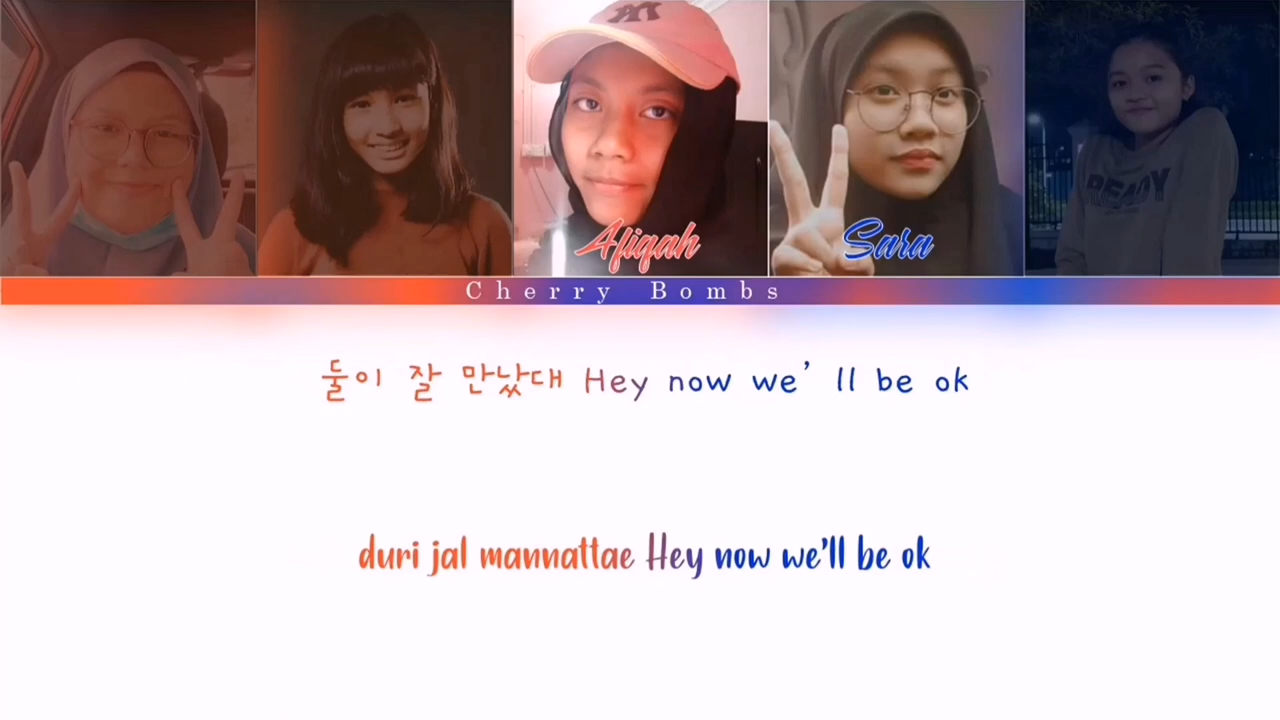 READY
Afiqah
Sara
Cherry Bombs
둘이 잘 만났대 Hey now we' ll be ok
duri jal mannattae Hey now we'll be ok